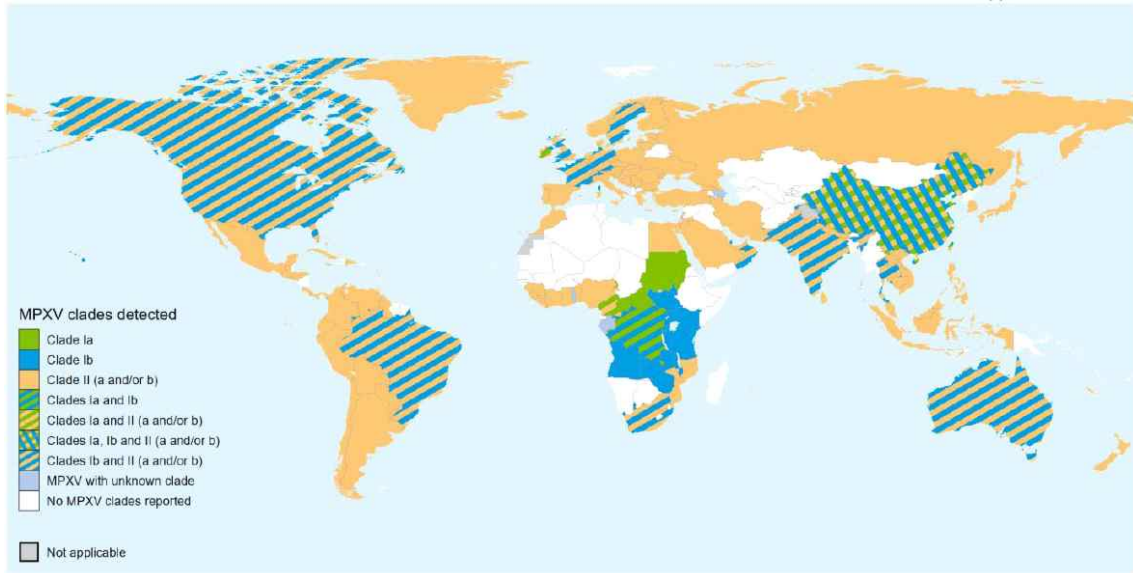 MPXV clades detected
Clade Ia
Clade Ib
Clade II (a and/or b)
Clades Ia and Ib
Clades Ia and II (a and/or b)
Clades Ia, Ib and II (a and/or b)
Clades Ib and II (a and/or b)
MPXV with unknown clade
No MPXV clades reported
Not applicable